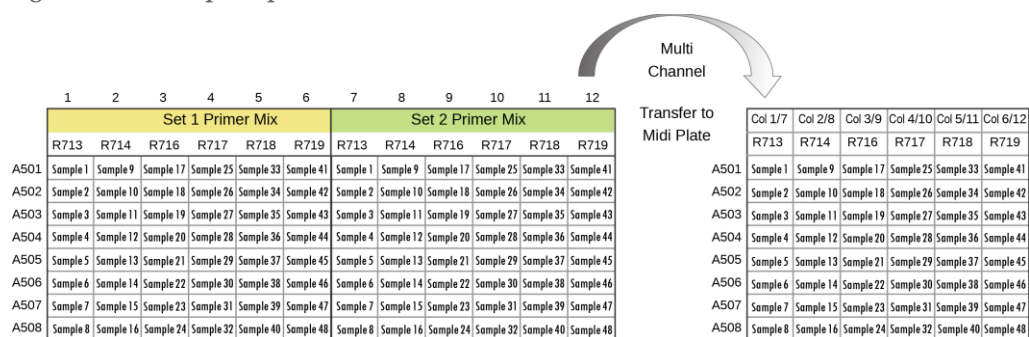 Multi
Channel
Transfer to
Midi Plate
1 2 3 4 5 6 7 8 9 10 11 12
Set 1 Primer Mix Set 2 Primer Mix
R713 R714 R716 R717 R718 R719 R713 R714 R716 R717 R718 R719
A501 Sample 1 Sample 9 Sample 17 Sample 25 Sample 33 Sample 41 Sample 1 Sample 9 Sample 17 Sample 25 Sample 33 Sample 41
A502 Sample 2 Sample 10 Sample 18 Sample 26 Sample 34 Sample 42 Sample 2 Sample 10 Sample 18 Sample 26 Sample 34 Sample 42
A503 Sample 3 Sample 11 Sample 19 Sample 27 Sample 35 Sample 43 Sample 3 Sample 11 Sample 19 Sample 27 Sample 35 Sample 43
A504 Sample 4 Sample 12 Sample 20 Sample 28 Sample 36 Sample 44 Sample 4 Sample 12 Sample 20 Sample 28 Sample 36 Sample 44
A505 Sample 5 Sample 13 Sample 21 Sample 29 Sample 37 Sample 45 Sample 5 Sample 13 Sample 21 Sample 29 Sample 37 Sample 45
A506 Sample 6 Sample 14 Sample 22 Sample 30 Sample 38 Sample 46 Sample 6 Sample 14 Sample 22 Sample 30 Sample 38 Sample 46
A507 Sample 7 Sample 15 Sample 23 Sample 31 Sample 39 Sample 47 Sample 7 Sample 15 Sample 23 Sample 31 Sample 39 Sample 47
A508 Sample 8 Sample 16 Sample 24 Sample 32 Sample 40 Sample 48 Sample 8 Sample 16 Sample 24 Sample 32 Sample 40 Sample 48
Col 1/7 Col 2/8 Col 3/9 Col 4/10 Col 5/11 Col 6/12
R713 R714 R716 R717 R718 R719
A501 Sample 1 Sample 9 Sample 17 Sample 25 Sample 33 Sample 41
A502 Sample 2 Sample 10 Sample 18 Sample 26 Sample 34 Sample 42
A503 Sample 3 Sample 11 Sample 19 Sample 27 Sample 35 Sample 43
A504 Sample 4 Sample 12 Sample 20 Sample 28 Sample 36 Sample 44
A505 Sample 5 Sample 13 Sample 21 Sample 29 Sample 37 Sample 45
A506 Sample 6 Sample 14 Sample 22 Sample 30 Sample 38 Sample 46
A507 Sample 7 Sample 15 Sample 23 Sample 31 Sample 39 Sample 47
A508 Sample 8 Sample 16 Sample 24 Sample 32 Sample 40 Sample 48